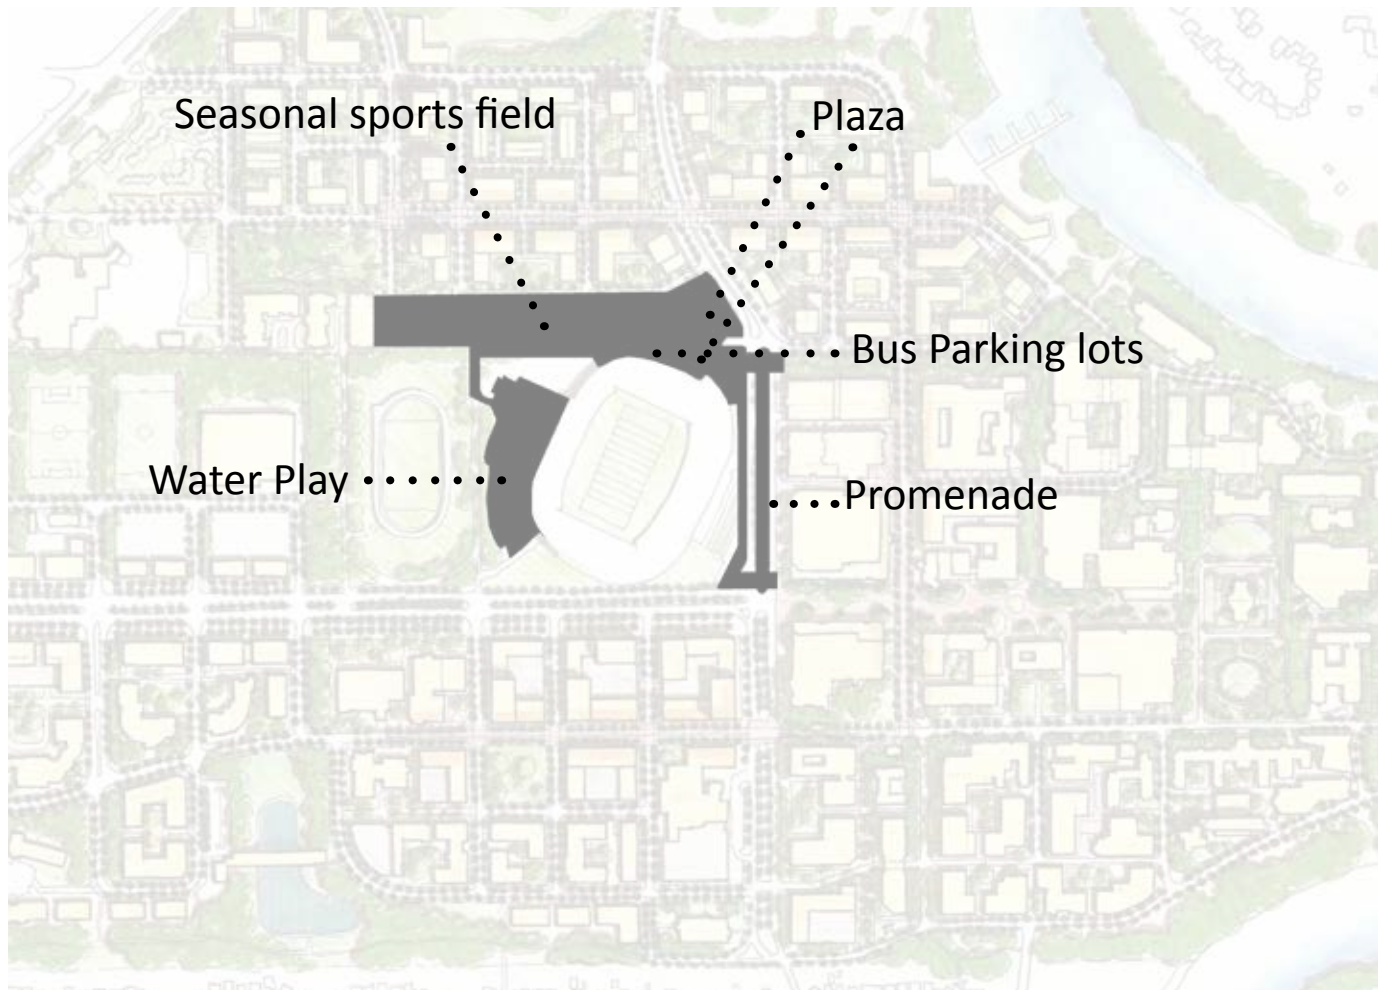 Seasonal sports field
Plaza
Bus Parking lots
Water Play
Promenade